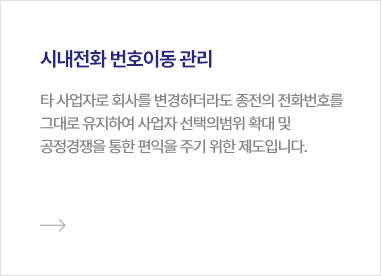 시내전화 번호이동 관리
타 사업자로 회사를 변경하더라도 종전의 전화번호를
그대로 유지하여 사업자 선택의범위 확대 및
공정경쟁을 통한 편익을 주기 위한 제도입니다.